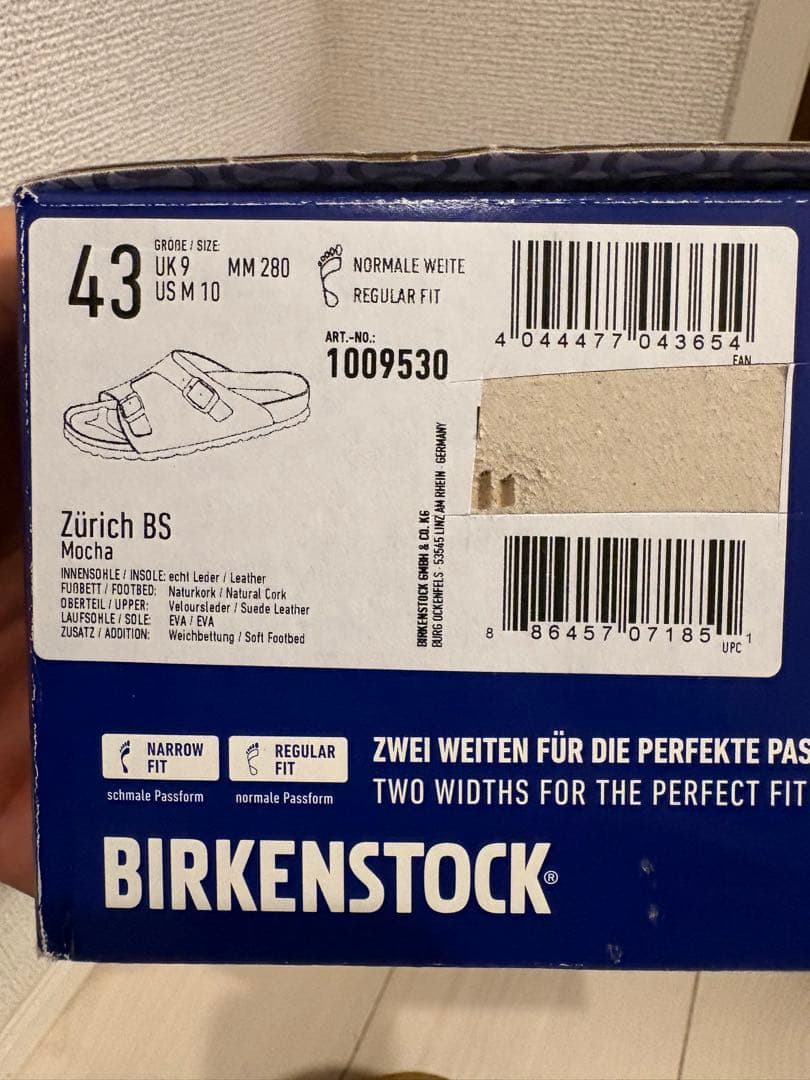 43
GRÖßE / SIZE:
UK 9 MM 280
US M 10
NORMALE WEITE
REGULAR FIT
ART.-NO.:
1009530
4 044477 043654
EAN
Zürich BS
Mocha
INNENSOHLE / INSOLE: echt Leder / Leather
FUßBETT / FOOTBED: Naturkork / Natural Cork
OBERTEIL / UPPER: Veloursleder / Suede Leather
LAUFSOHLE / SOLE: EVA / EVA
ZUSATZ / ADDITION: Weichbettung / Soft Footbed
BIRKENSTOCK GMBH & CO. KG
BURG OCKENFELS · 53545 LINZ AM RHEIN · GERMANY
8 86457 07185 1
UPC
NARROW
FIT
schmale Passform
REGULAR
FIT
normale Passform
ZWEI WEITEN FÜR DIE PERFEKTE PAS
TWO WIDTHS FOR THE PERFECT FIT
BIRKENSTOCK®